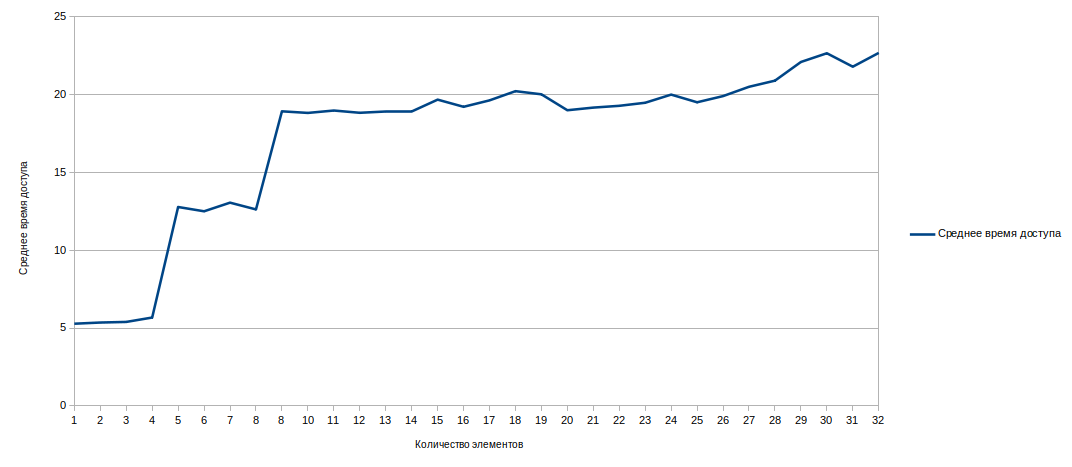 25
20
15
10
5
0
Среднее время доступа
1 2 3 4 5 6 7 8 8 10 11 12 13 14 15 16 17 18 19 20 21 22 23 24 25 26 27 28 29 30 31 32
Количество элементов
Среднее время доступа